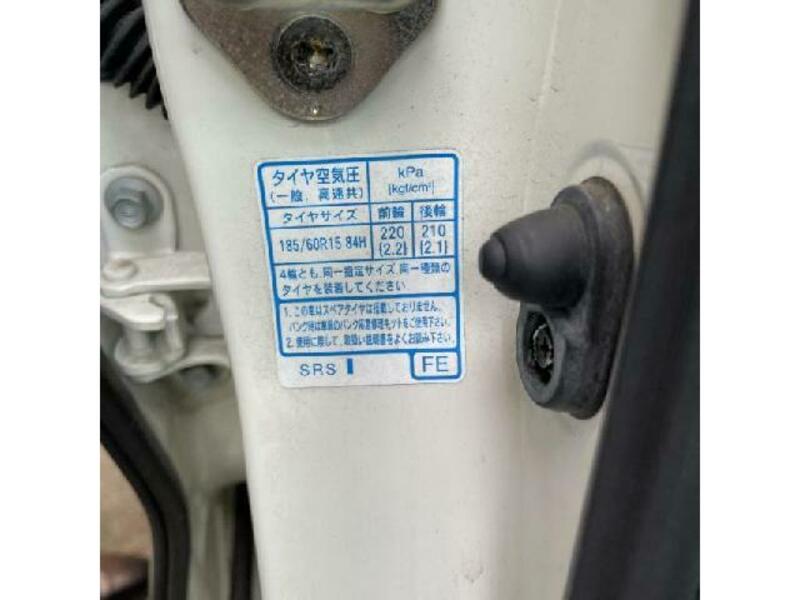 タイヤ空気圧 kPa
(一般、高速共) [kgf/cm²]
タイヤサイズ 前輪 後輪
185/60R15 84H 220 210
{2.2} {2.1}
4輪とも、同一指定サイズ、同一種類の
タイヤを装着してください。
1. この車はスペアタイヤは搭載しておりません。
パンク時は車両のパンク応急修理キットをご使用下さい。
2. 使用に際して、取扱い説明書をよくお読み下さい。
SRS I FE